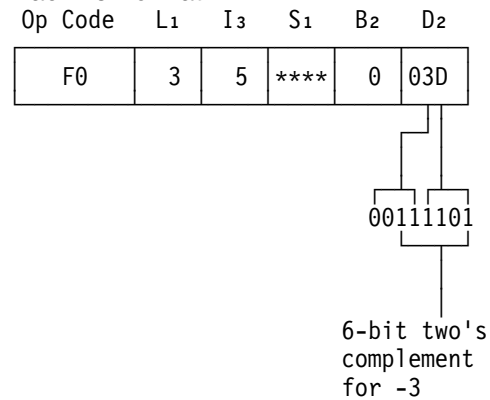 Op Code L₁ I₃ S₁ B₂ D₂
F0 3 5 **** 0 03D
00111101
6-bit two's
complement
for -3